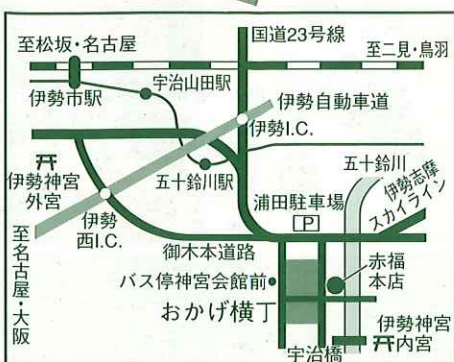 国道23号線
至松坂・名古屋
至二見・鳥羽
宇治山田駅
伊勢市駅
伊勢自動車道
伊勢I.C.
五十鈴川駅
五十鈴川
伊勢志摩
スカイライン
伊勢神宮
外宮
浦田駐車場
P
伊勢
西I.C.
御木本道路
至名古屋・大阪
バス停神宮会館前
赤福
本店
おかげ横丁
伊勢神宮
内宮
宇治橋